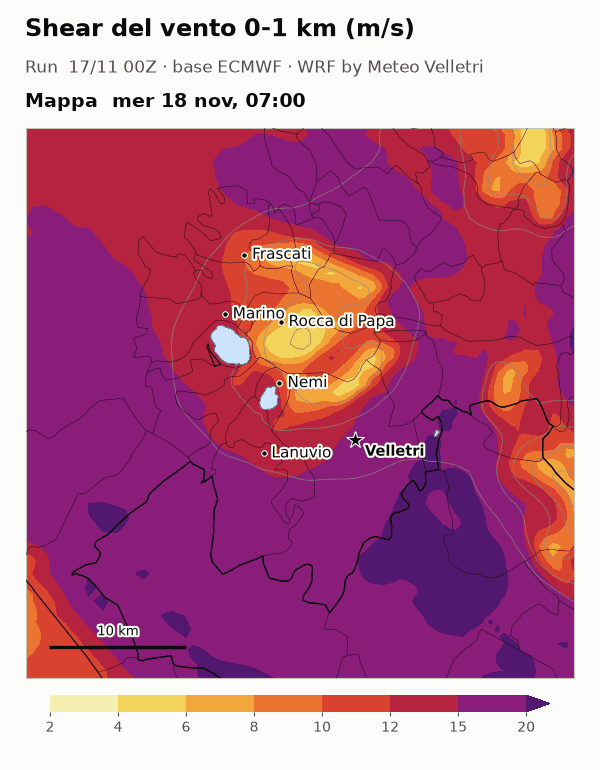 Shear del vento 0-1 km (m/s)
Run  17/11 00Z · base ECMWF · WRF by Meteo Velletri
Mappa  mer 18 nov, 07:00
Frascati
Marino
Rocca di Papa
Nemi
Velletri
Lanuvio
10 km
2 4 6 8 10 12 15 20